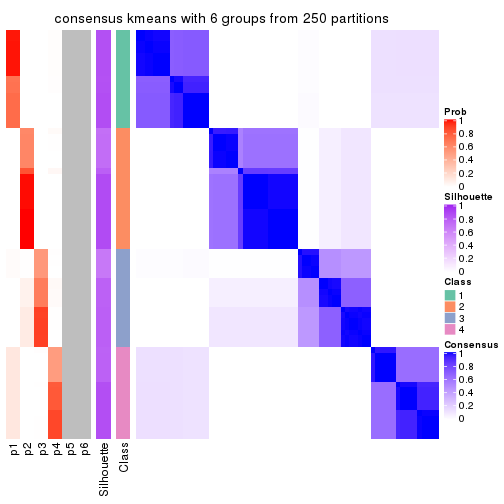 consensus kmeans with 6 groups from 250 partitions
Prob
1
0.8
0.6
0.4
0.2
0
Silhouette
1
0.8
0.6
0.4
0.2
0
Class
1
2
3
4
Consensus
1
0.8
0.6
0.4
0.2
0
p1
p2
p3
p4
p5
p6
Silhouette
Class